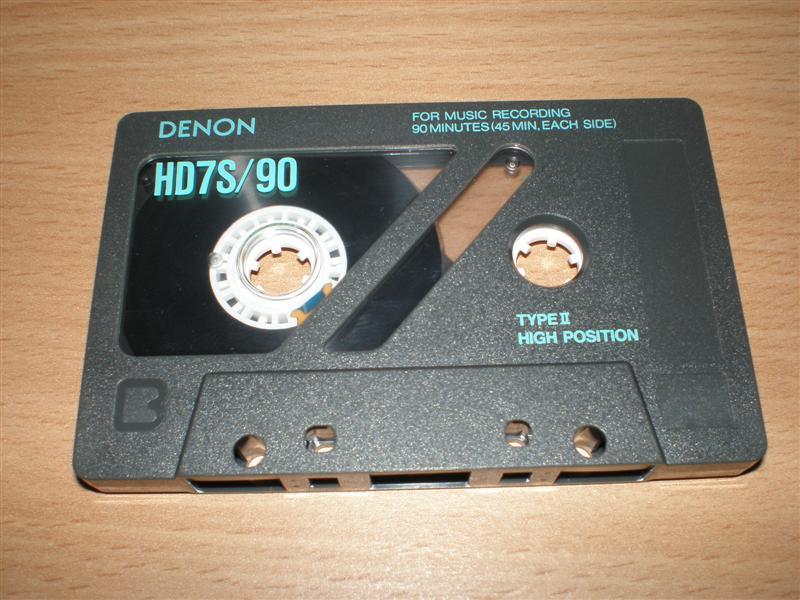 DENON
FOR MUSIC RECORDING
90 MINUTES (45 MIN, EACH SIDE)
HD7S/90
TYPE II
HIGH POSITION
B